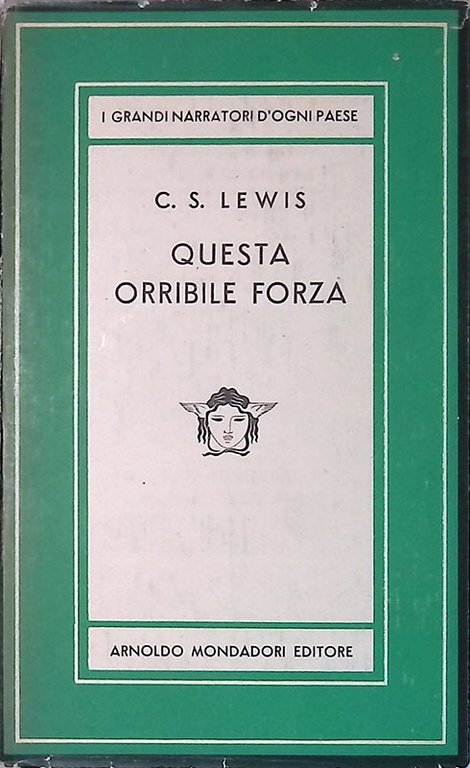 I GRANDI NARRATORI D'OGNI PAESE
C. S. LEWIS
QUESTA
ORRIBILE FORZA
ARNOLDO MONDADORI EDITORE